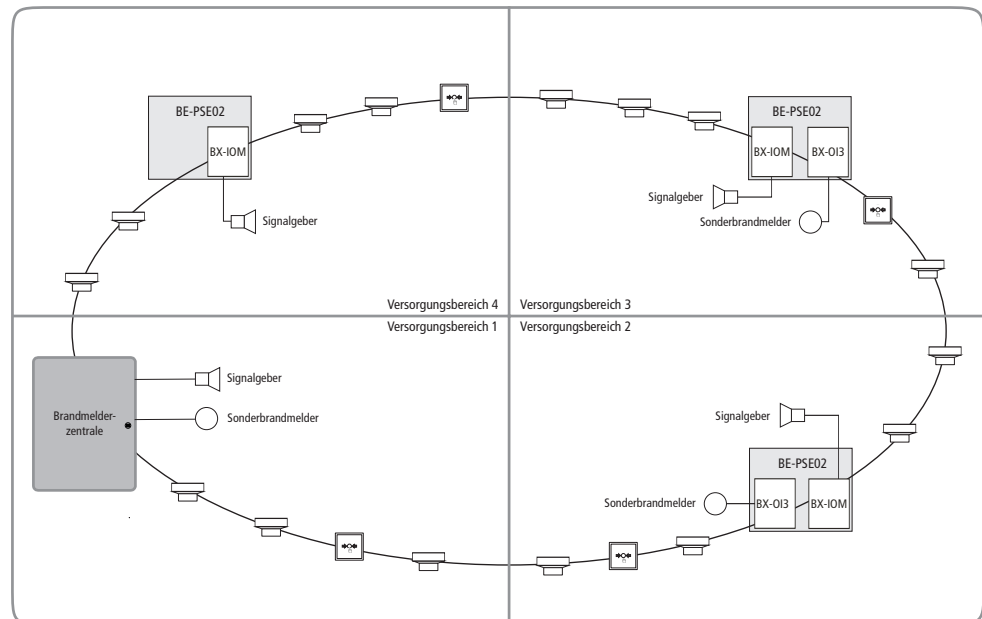 BE-PSE02
BX-IOM
Signalgeber
BE-PSE02
BX-IOM
BX-OI3
Signalgeber
Sonderbrandmelder
Versorgungsbereich 4
Versorgungsbereich 3
Versorgungsbereich 1
Versorgungsbereich 2
Brandmelder-
zentrale
Signalgeber
Sonderbrandmelder
Signalgeber
BE-PSE02
Sonderbrandmelder
BX-OI3
BX-IOM